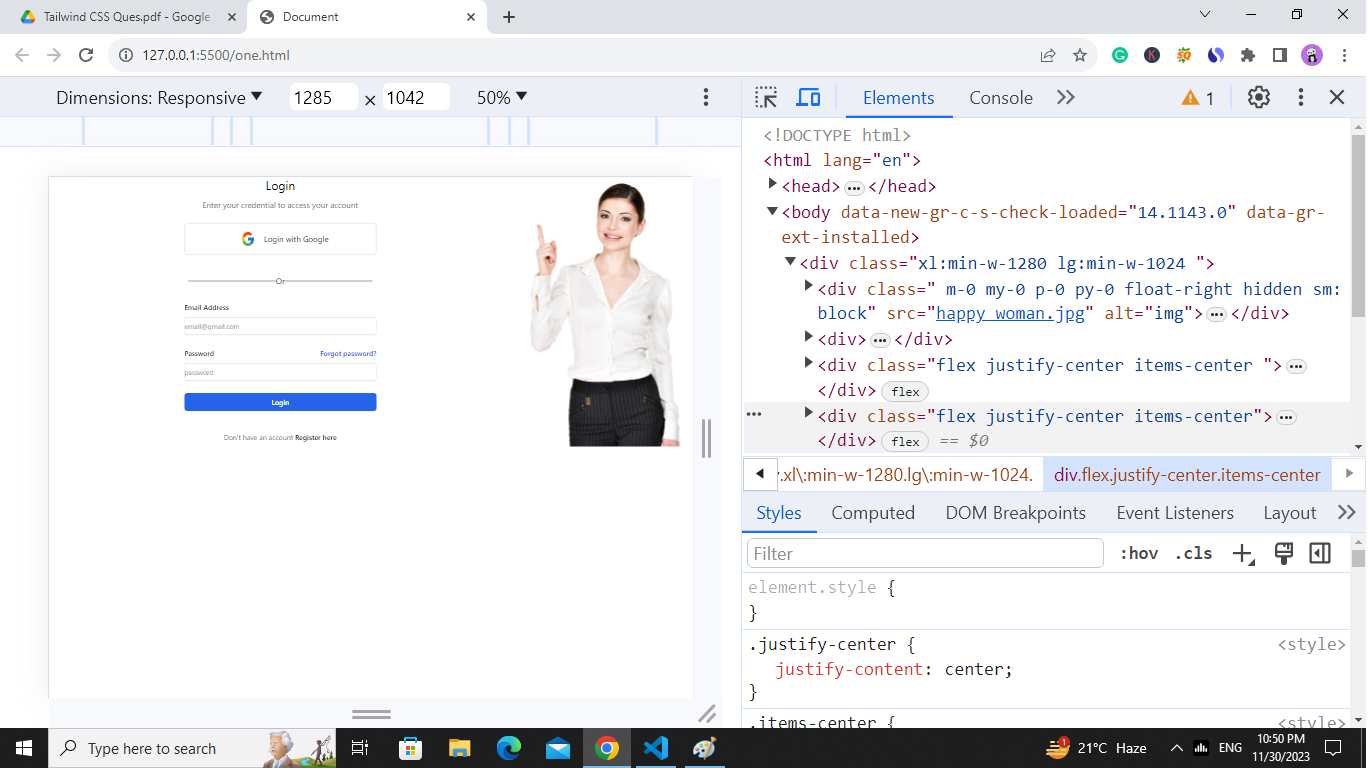 Tailwind CSS Ques.pdf - Google
Document
127.0.0.1:5500/one.html
Dimensions: Responsive
1285 × 1042
50%
Elements
Console
1
Login
Enter your credential to access your account
Login with Google
Or
Email Address
email@gmail.com
Password
Forgot password?
password
Login
Don't have an account Register here
<!DOCTYPE html>
<html lang="en">
<head> ••• </head>
<body data-new-gr-c-s-check-loaded="14.1143.0" data-gr-
ext-installed>
<div class="xl:min-w-1280 lg:min-w-1024 ">
<div class=" m-0 my-0 p-0 py-0 float-right hidden sm:
block" src="happy woman.jpg" alt="img"> ••• </div>
<div> ••• </div>
<div class="flex justify-center items-center "> •••
</div> flex
<div class="flex justify-center items-center"> •••
</div> flex == $0
.xl\:min-w-1280.lg\:min-w-1024.
div.flex.justify-center.items-center
Styles
Computed
DOM Breakpoints
Event Listeners
Layout
Filter
:hov
.cls
element.style {
}
.justify-center {
<style>
justify-content: center;
}
.items-center {
<style>
Type here to search
1
21°C Haze
ENG
10:50 PM
11/30/2023